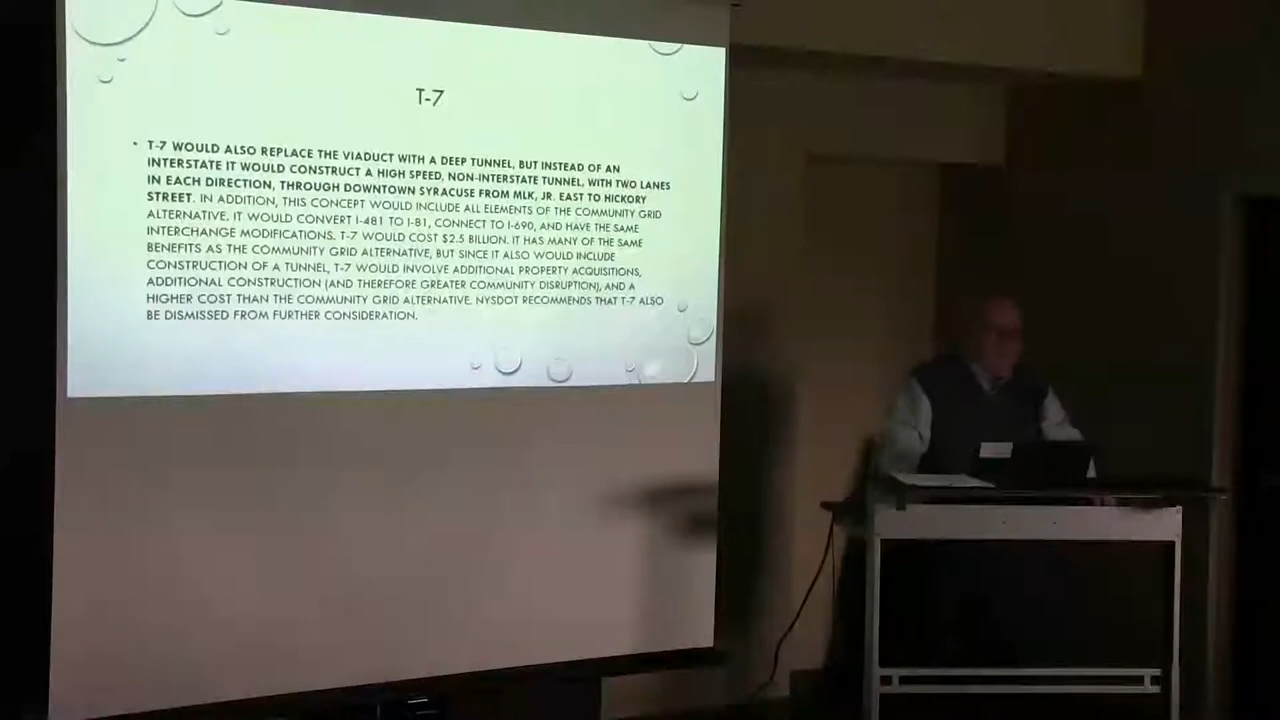 T-7
• T-7 WOULD ALSO REPLACE THE VIADUCT WITH A DEEP TUNNEL, BUT INSTEAD OF AN
INTERSTATE IT WOULD CONSTRUCT A HIGH SPEED, NON-INTERSTATE TUNNEL, WITH TWO LANES
IN EACH DIRECTION, THROUGH DOWNTOWN SYRACUSE FROM MLK, JR. EAST TO HICKORY
STREET. IN ADDITION, THIS CONCEPT WOULD INCLUDE ALL ELEMENTS OF THE COMMUNITY GRID
ALTERNATIVE. IT WOULD CONVERT I-481 TO I-81, CONNECT TO I-690, AND HAVE THE SAME
INTERCHANGE MODIFICATIONS. T-7 WOULD COST $2.5 BILLION. IT HAS MANY OF THE SAME
BENEFITS AS THE COMMUNITY GRID ALTERNATIVE, BUT SINCE IT ALSO WOULD INCLUDE
CONSTRUCTION OF A TUNNEL, T-7 WOULD INVOLVE ADDITIONAL PROPERTY ACQUISITIONS,
ADDITIONAL CONSTRUCTION (AND THEREFORE GREATER COMMUNITY DISRUPTION), AND A
HIGHER COST THAN THE COMMUNITY GRID ALTERNATIVE. NYSDOT RECOMMENDS THAT T-7 ALSO
BE DISMISSED FROM FURTHER CONSIDERATION.